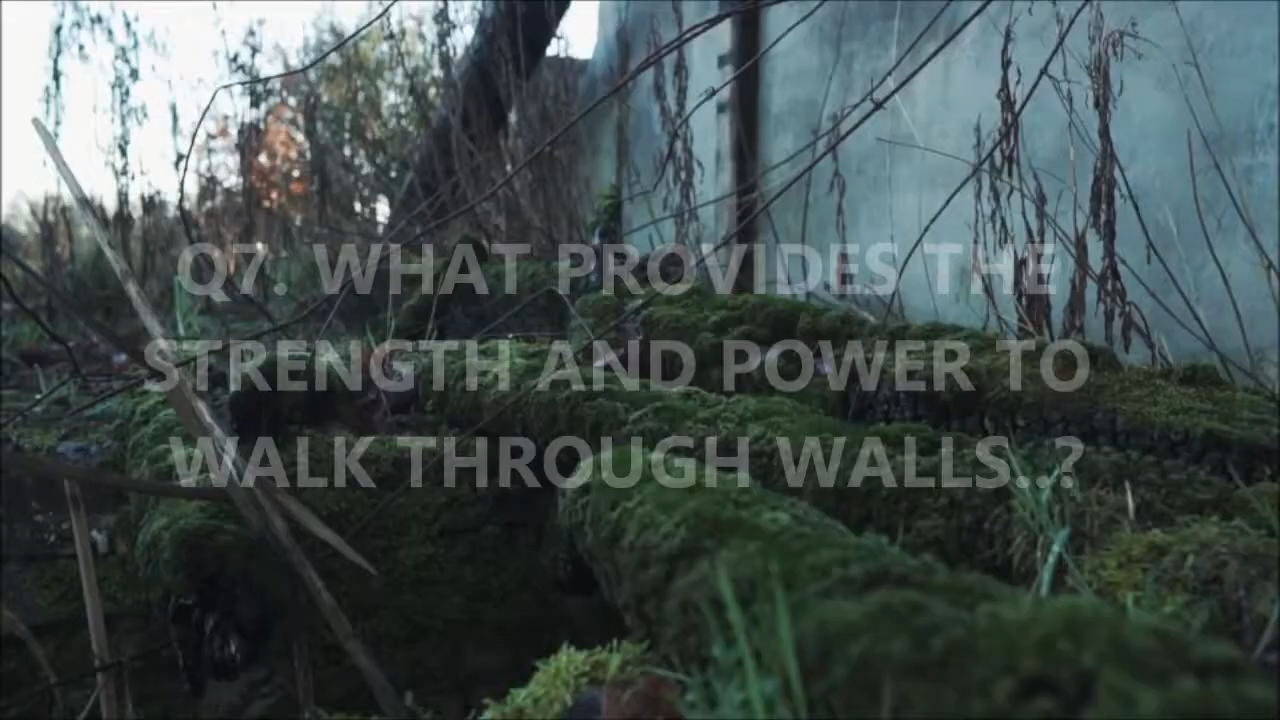 Q7. WHAT PROVIDES THE
STRENGTH AND POWER TO
WALK THROUGH WALLS..?